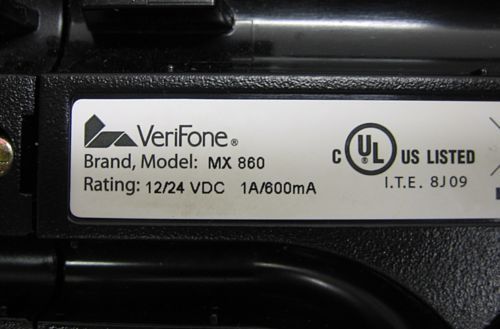 VeriFone®
Brand, Model: MX 860
Rating: 12/24 VDC 1A/600mA
C UL® US LISTED
I.T.E. 8J09